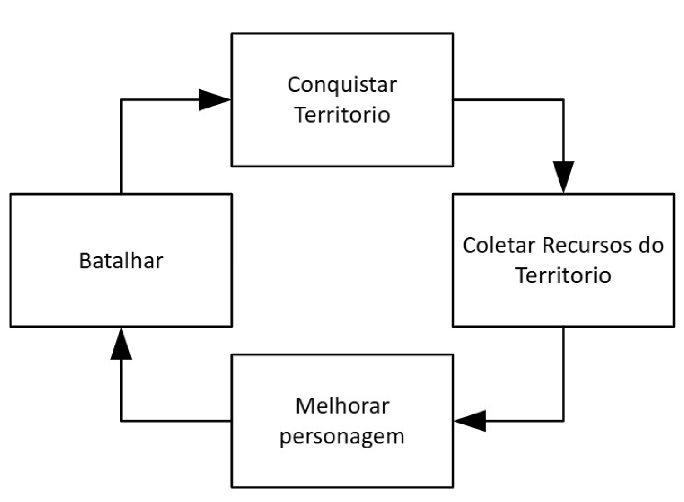 Conquistar
Territorio
Batalhar
Coletar Recursos do
Territorio
Melhorar
personagem